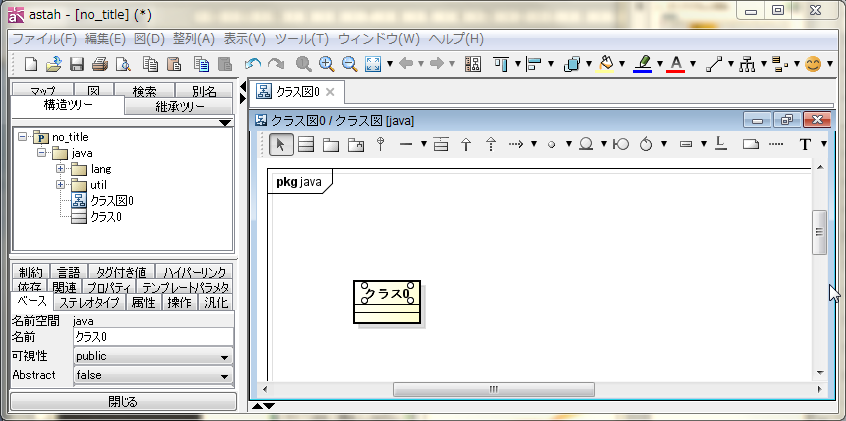 astah - [no_title] (*)
ファイル(F) 編集(E) 図(D) 整列(A) 表示(V) ツール(T) ウィンドウ(W) ヘルプ(H)
マップ 図 検索 別名
構造ツリー 継承ツリー
no_title
java
lang
util
クラス図0
クラス0
制約 言語 タグ付き値 ハイパーリンク
依存 関連 プロパティ テンプレートパラメタ
ベース ステレオタイプ 属性 操作 汎化
名前空間 java
名前 クラス0
可視性 public
Abstract false
閉じる
クラス図0
クラス図0 / クラス図 [java]
T
pkg java
クラス0